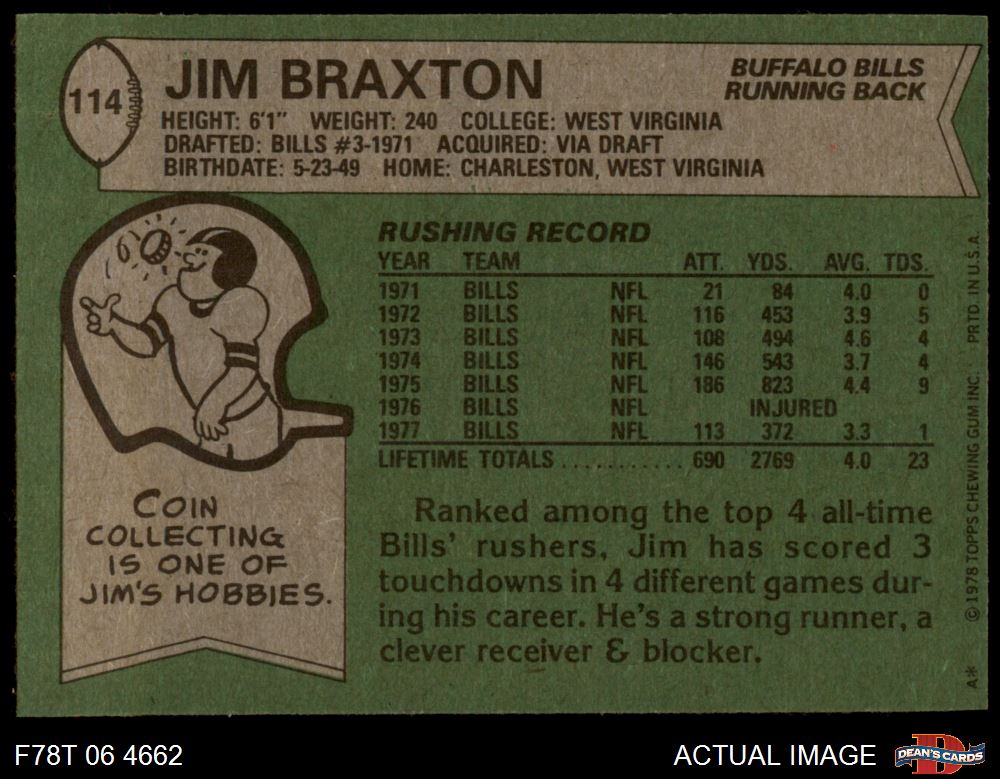 114
JIM BRAXTON
BUFFALO BILLS
RUNNING BACK
HEIGHT: 6'1" WEIGHT: 240 COLLEGE: WEST VIRGINIA
DRAFTED: BILLS #3-1971 ACQUIRED: VIA DRAFT
BIRTHDATE: 5-23-49 HOME: CHARLESTON, WEST VIRGINIA
RUSHING RECORD
YEAR TEAM ATT. YDS. AVG. TDS.
1971 BILLS NFL 21 84 4.0 0
1972 BILLS NFL 116 453 3.9 5
1973 BILLS NFL 108 494 4.6 4
1974 BILLS NFL 146 543 3.7 4
1975 BILLS NFL 186 823 4.4 9
1976 BILLS NFL INJURED
1977 BILLS NFL 113 372 3.3 1
LIFETIME TOTALS ............ 690 2769 4.0 23
COIN
COLLECTING
IS ONE OF
JIM'S HOBBIES.
Ranked among the top 4 all-time
Bills' rushers, Jim has scored 3
touchdowns in 4 different games dur-
ing his career. He's a strong runner, a
clever receiver & blocker.
A* © 1978 TOPPS CHEWING GUM INC. PRTD. IN U.S.A.
F78T 06 4662
ACTUAL IMAGE
DEAN'S CARDS